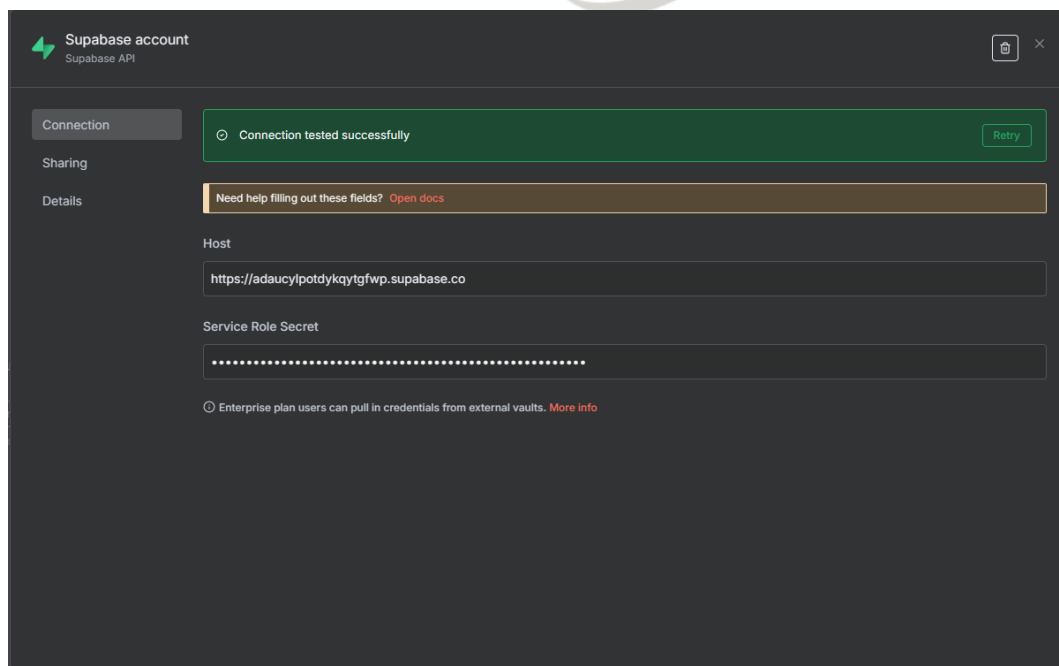 Supabase account
Supabase API
Connection
Sharing
Details
Connection tested successfully
Retry
Need help filling out these fields? Open docs
Host
https://adaucylpotdykqytgfwp.supabase.co
Service Role Secret
Enterprise plan users can pull in credentials from external vaults. More info